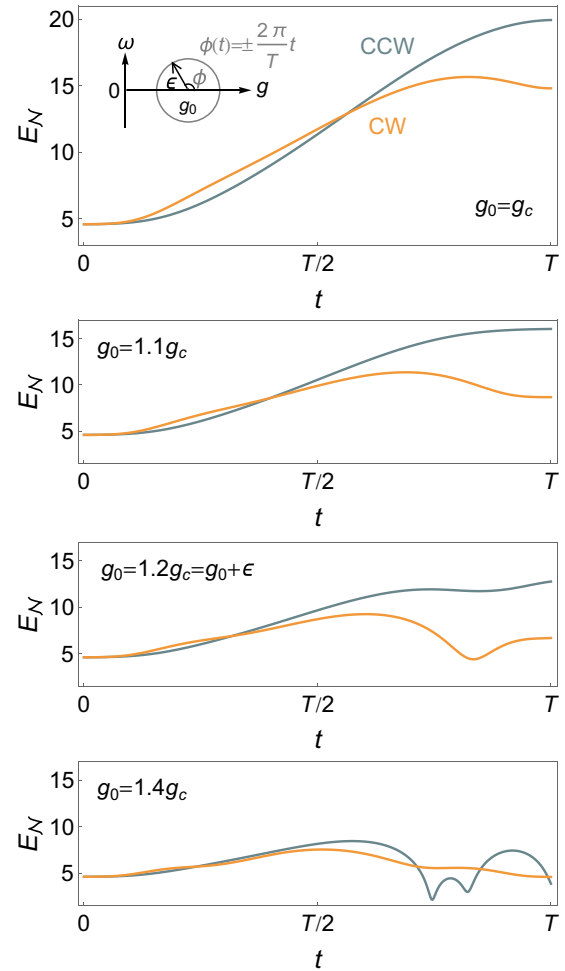 20
15
10
5
E_𝒩
ω
0
ϵ
ϕ
g₀
g
ϕ(t)=±2π/T t
CCW
CW
g₀=g_c
0
T/2
T
t
15
10
5
E_𝒩
g₀=1.1g_c
0
T/2
T
t
15
10
5
E_𝒩
g₀=1.2g_c=g₀+ϵ
0
T/2
T
t
15
10
5
E_𝒩
g₀=1.4g_c
0
T/2
T
t